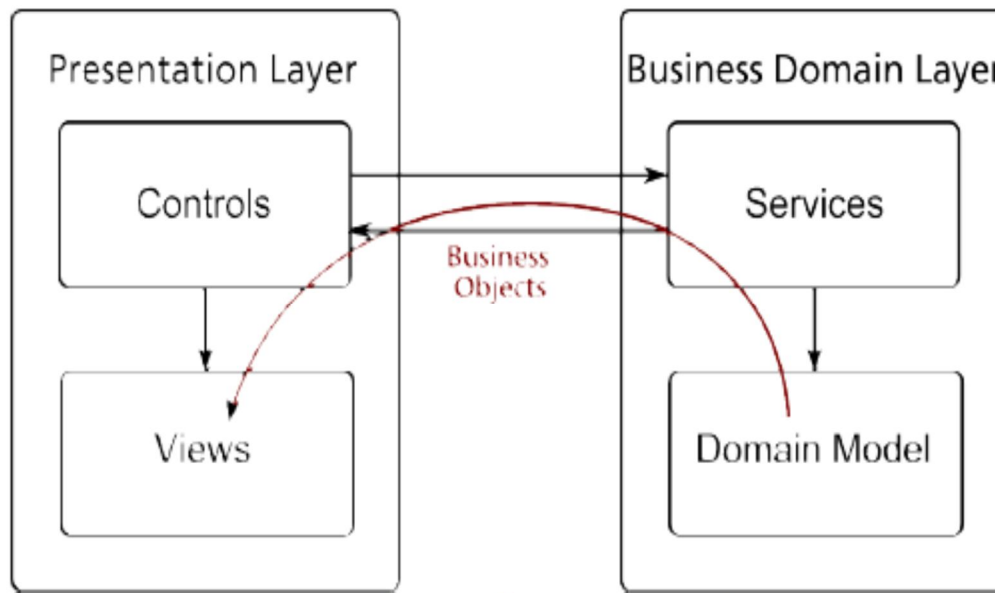 Presentation Layer
Business Domain Layer
Controls
Services
Business
Objects
Views
Domain Model